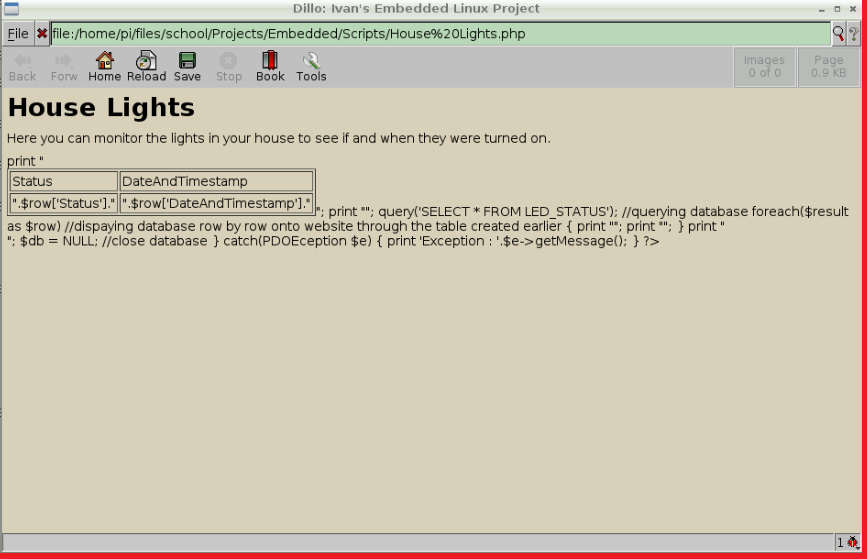 Dillo: Ivan's Embedded Linux Project
File file:/home/pi/files/school/Projects/Embedded/Scripts/House%20Lights.php ?
Back Forw Home Reload Save Stop Book Tools
Images
0 of 0
Page
0.9 KB
House Lights
Here you can monitor the lights in your house to see if and when they were turned on.
print "
Status DateAndTimestamp
".$row['Status']." ".$row['DateAndTimestamp']."
"; print ""; query('SELECT * FROM LED_STATUS'); //querying database foreach($result
as $row) //dispaying database row by row onto website through the table created earlier { print ""; print ""; } print "
"; $db = NULL; //close database } catch(PDOEception $e) { print 'Exception : '.$e->getMessage(); } ?>
1